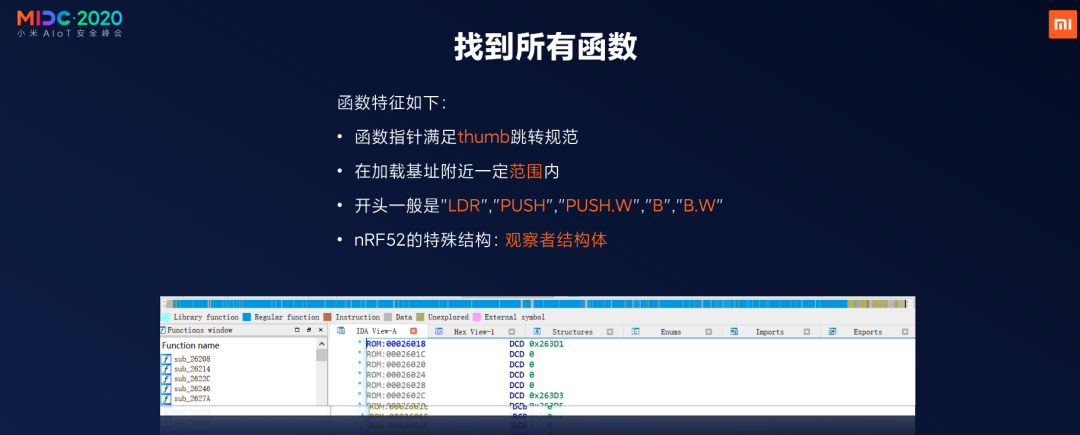 MIDC·2020
小米AIoT安全峰会
找到所有函数
函数特征如下：
• 函数指针满足thumb跳转规范
• 在加载基址附近一定范围内
• 开头一般是"LDR","PUSH","PUSH.W","B","B.W"
• nRF52的特殊结构：观察者结构体
Library function Regular function Instruction Data Unexplored External symbol
Functions window IDA View-A Hex View-1 Structures Enums Imports Exports
Function name
sub_26208
sub_26214
sub_2622C
sub_26246
sub_2627A
ROM:00026018 DCD 0x263D1
ROM:0002601C DCD 0
ROM:00026020 DCD 0
ROM:00026024 DCD 0
ROM:00026028 DCD 0
ROM:0002602C DCD 0x263D3